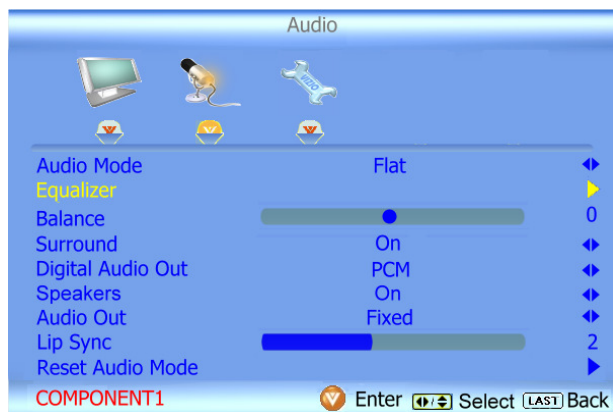 Audio
VIZIO
Audio Mode Flat
Equalizer
Balance 0
Surround On
Digital Audio Out PCM
Speakers On
Audio Out Fixed
Lip Sync 2
Reset Audio Mode
COMPONENT1 Enter Select LAST Back